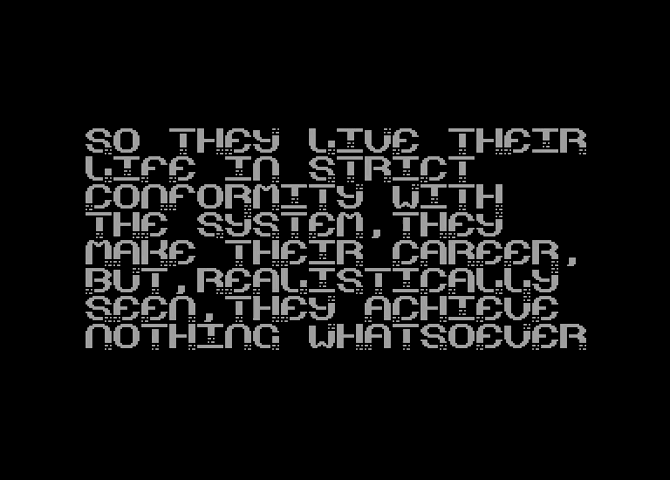 SO THEY LIVE THEIR
LIFE IN STRICT
CONFORMITY WITH
THE SYSTEM, THEY
MAKE THEIR CAREER,
BUT, REALISTICALLY
SEEN, THEY ACHIEVE
NOTHING WHATSOEVER